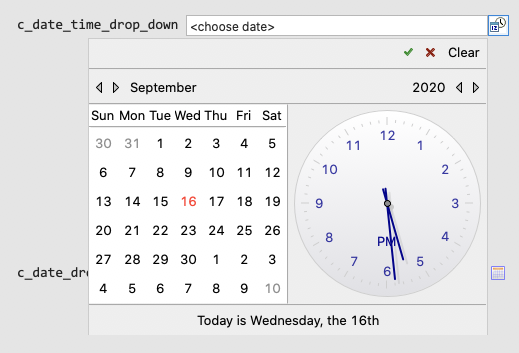 c_date_time_drop_down <choose date>
Clear
September 2020
Sun Mon Tue Wed Thu Fri Sat
30 31 1 2 3 4 5
6 7 8 9 10 11 12
13 14 15 16 17 18 19
20 21 22 23 24 25 26
27 28 29 30 1 2 3
4 5 6 7 8 9 10
12
1
2
3
4
5
6
7
8
9
10
11
PM
c_date_dro
Today is Wednesday, the 16th